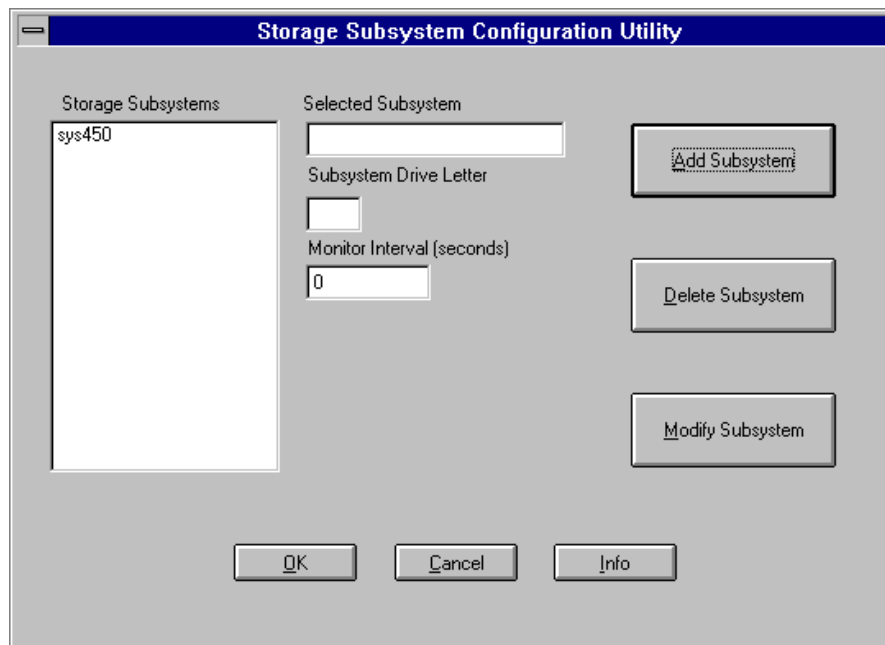 Storage Subsystem Configuration Utility
Storage Subsystems
sys450
Selected Subsystem
Subsystem Drive Letter
Monitor Interval (seconds)
0
Add Subsystem
Delete Subsystem
Modify Subsystem
OK
Cancel
Info